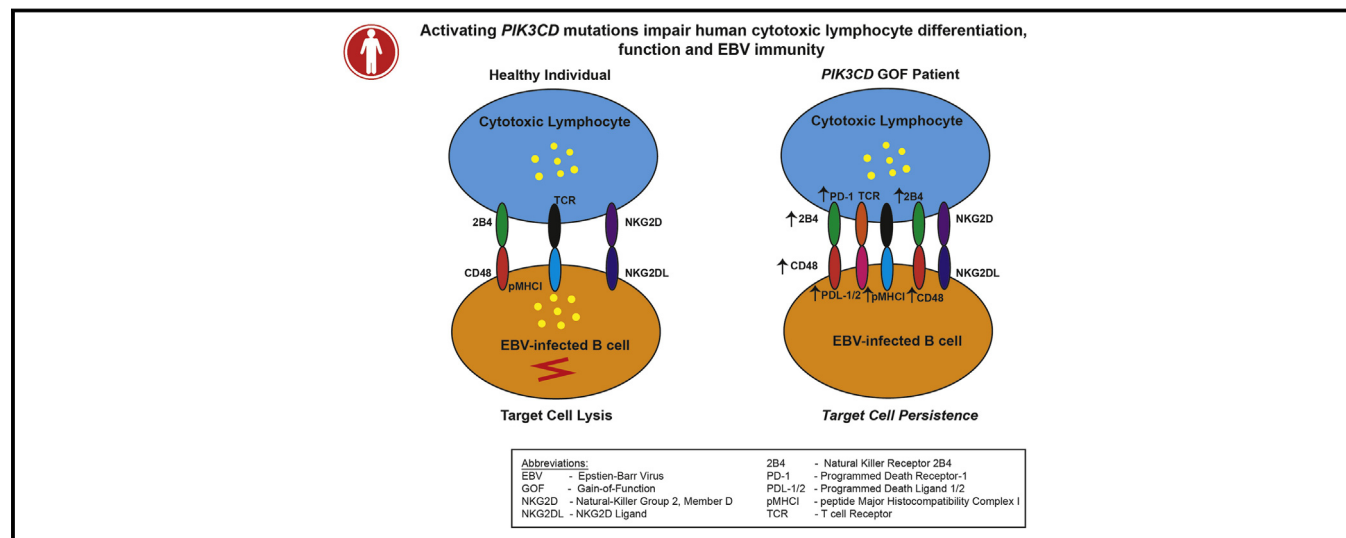 Activating PIK3CD mutations impair human cytotoxic lymphocyte differentiation,
function and EBV immunity
Healthy Individual
Cytotoxic Lymphocyte
TCR
2B4
NKG2D
CD48
pMHCI
NKG2DL
EBV-infected B cell
Target Cell Lysis
PIK3CD GOF Patient
Cytotoxic Lymphocyte
↑PD-1 TCR ↑2B4
↑2B4
NKG2D
↑CD48
NKG2DL
↑PDL-1/2 ↑pMHCI ↑CD48
EBV-infected B cell
Target Cell Persistence
Abbreviations:
EBV - Epstien-Barr Virus
GOF - Gain-of-Function
NKG2D - Natural-Killer Group 2, Member D
NKG2DL - NKG2D Ligand
2B4 - Natural Killer Receptor 2B4
PD-1 - Programmed Death Receptor-1
PDL-1/2 - Programmed Death Ligand 1/2
pMHCI - peptide Major Histocompatibility Complex I
TCR - T cell Receptor